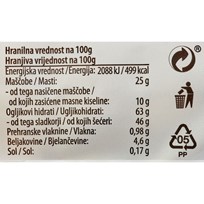 Hranilna vrednost na 100g
Hranjiva vrijednost na 100g
Energijska vrednost / Energija: 2088 kJ / 499 kcal
Maščobe / Masti: 25 g
- od tega nasičene maščobe /
od kojih zasićene masne kiseline: 10 g
Ogljikovi hidrati / Ugljikohidrati: 63 g
- od tega sladkorji / od kojih šećeri: 46 g
Prehranske vlaknine / Vlakna: 0,98 g
Beljakovine / Bjelančevine: 4,6 g
Sol / Sol: 0,17 g
05
PP